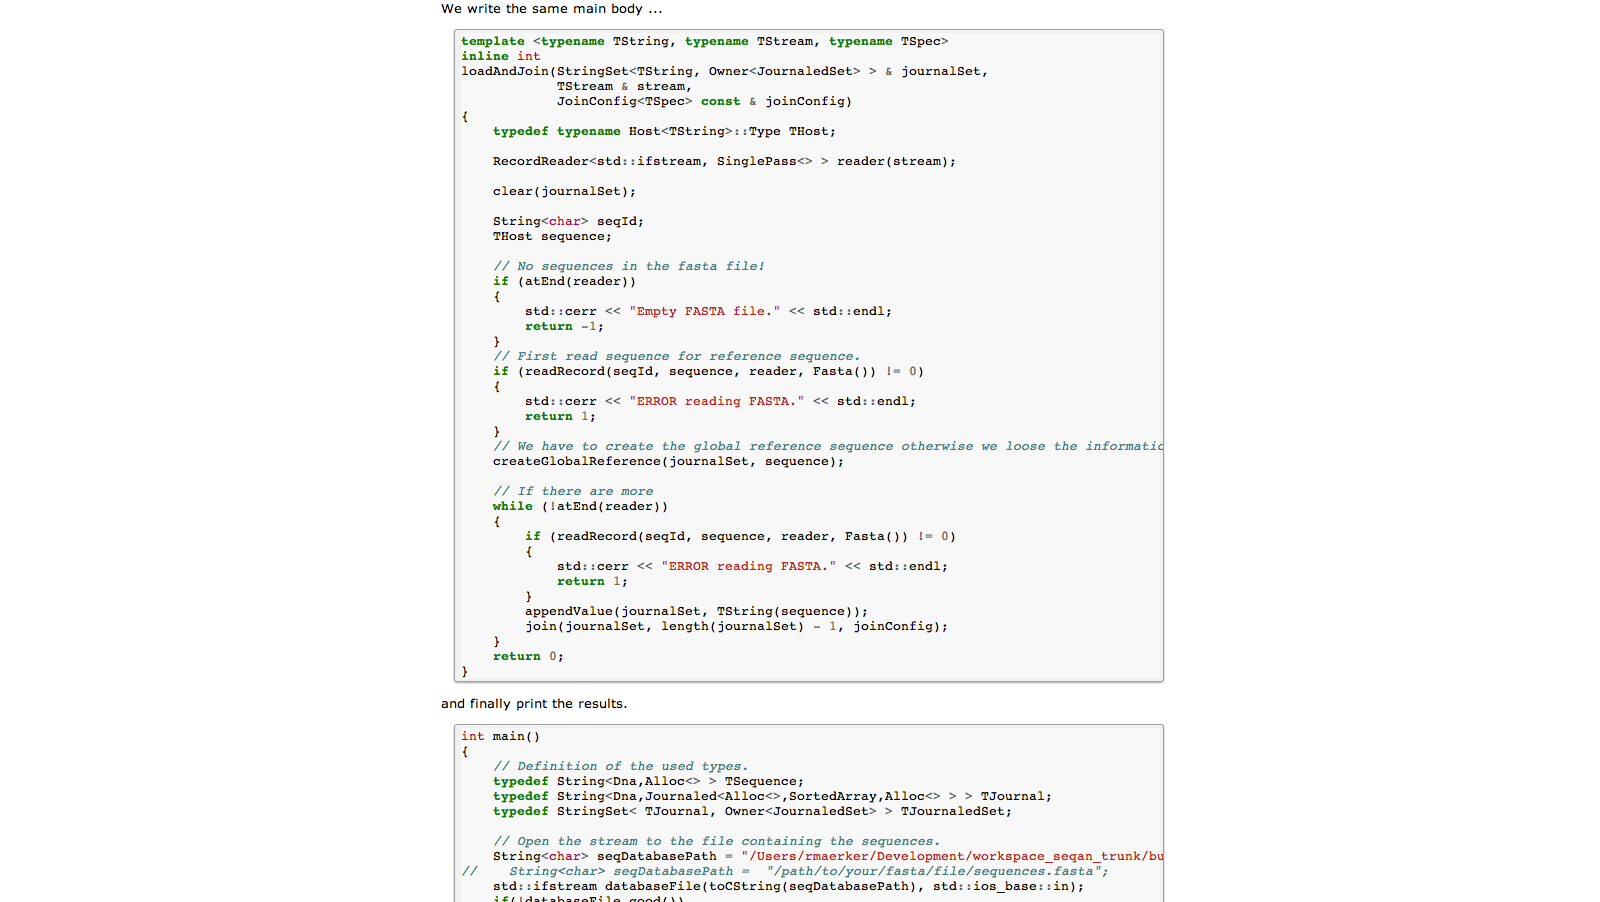 We write the same main body ...
template <typename TString, typename TStream, typename TSpec>
inline int
loadAndJoin(StringSet<TString, Owner<JournaledSet> > & journalSet,
            TStream & stream,
            JoinConfig<TSpec> const & joinConfig)
{
    typedef typename Host<TString>::Type THost;
    RecordReader<std::ifstream, SinglePass<> > reader(stream);
    clear(journalSet);
    String<char> seqId;
    THost sequence;
    // No sequences in the fasta file!
    if (atEnd(reader))
    {
        std::cerr << "Empty FASTA file." << std::endl;
        return -1;
    }
    // First read sequence for reference sequence.
    if (readRecord(seqId, sequence, reader, Fasta()) != 0)
    {
        std::cerr << "ERROR reading FASTA." << std::endl;
        return 1;
    }
    // We have to create the global reference sequence otherwise we loose the informatic
    createGlobalReference(journalSet, sequence);
    // If there are more
    while (!atEnd(reader))
    {
        if (readRecord(seqId, sequence, reader, Fasta()) != 0)
        {
            std::cerr << "ERROR reading FASTA." << std::endl;
            return 1;
        }
        appendValue(journalSet, TString(sequence));
        join(journalSet, length(journalSet) - 1, joinConfig);
    }
    return 0;
}
and finally print the results.
int main()
{
    // Definition of the used types.
    typedef String<Dna,Alloc<> > TSequence;
    typedef String<Dna,Journaled<Alloc<>,SortedArray,Alloc<> > > TJournal;
    typedef StringSet< TJournal, Owner<JournaledSet> > TJournaledSet;
    // Open the stream to the file containing the sequences.
    String<char> seqDatabasePath = "/Users/rmaerker/Development/workspace_seqan_trunk/bu
//    String<char> seqDatabasePath =  "/path/to/your/fasta/file/sequences.fasta";
    std::ifstream databaseFile(toCString(seqDatabasePath), std::ios_base::in);
    if(!databaseFile.good())